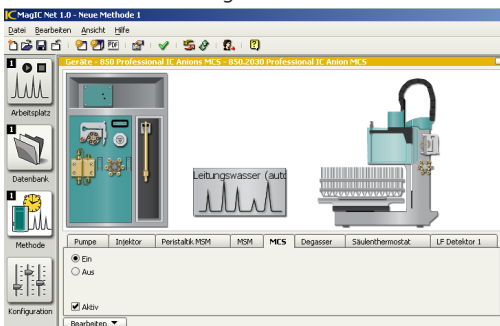 MagIC Net 1.0 - Neue Methode 1
Datei Bearbeiten Ansicht Hilfe
PDF
Geräte - 850 Professional IC Anions MCS - 850.2030 Professional IC Anion MCS
1
Arbeitsplatz
1
Datenbank
1
Methode
Konfiguration
Leitungswasser (auto
Pumpe Injektor Peristaltik MSM MSM MCS Degasser Säulenthermostat LF Detektor 1
Ein
Aus
Aktiv
Bearbeiten